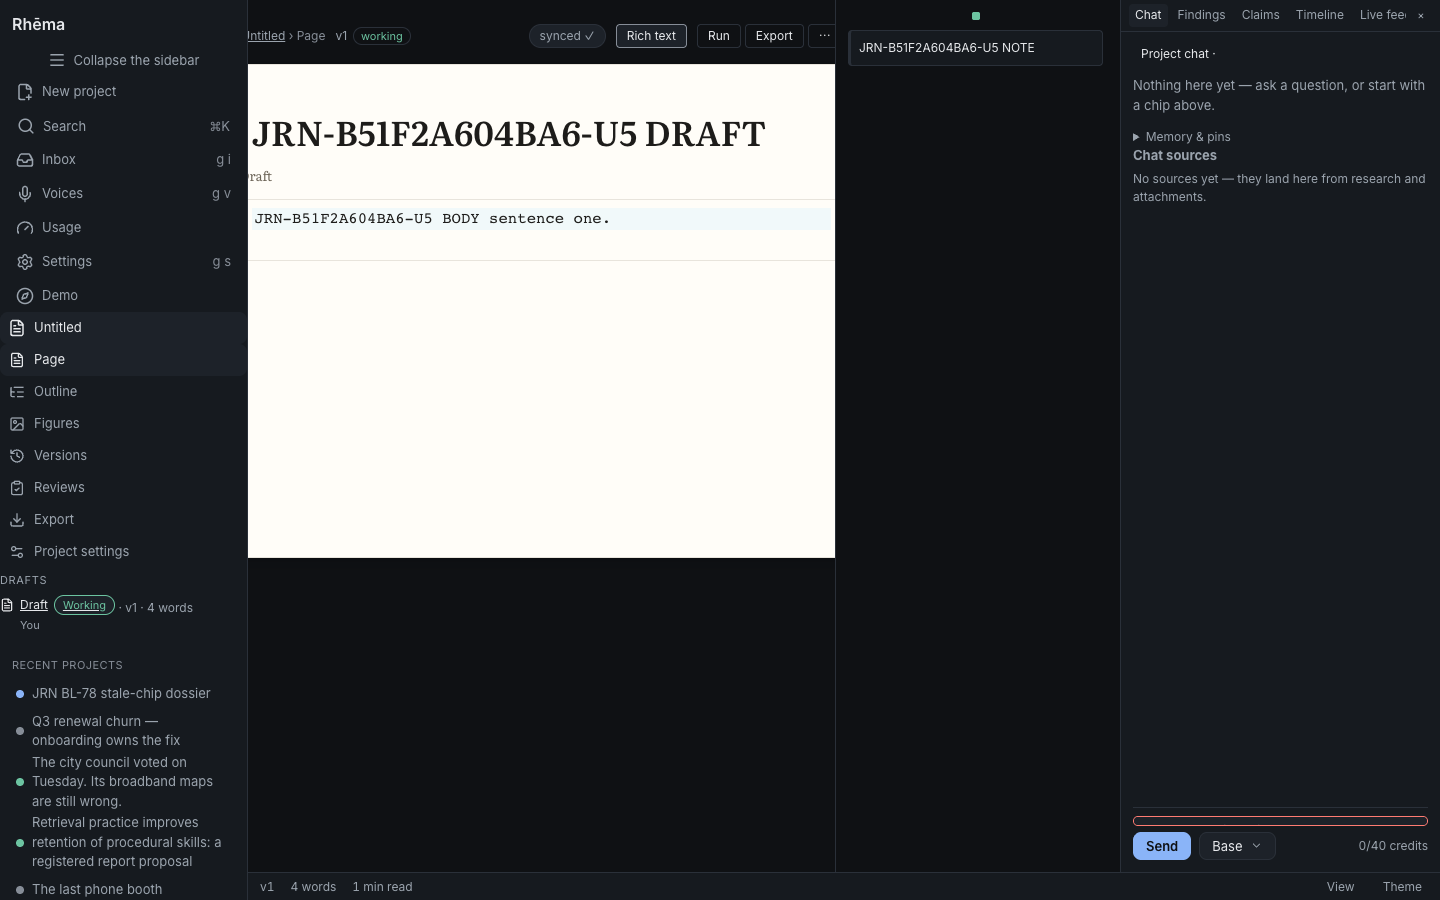 Rhēma
Collapse the sidebar
New project
Search ⌘K
Inbox g i
Voices g v
Usage
Settings g s
Demo
Untitled
Page
Outline
Figures
Versions
Reviews
Export
Project settings
DRAFTS
Draft Working · v1 · 4 words
You
RECENT PROJECTS
JRN BL-78 stale-chip dossier
Q3 renewal churn —
onboarding owns the fix
The city council voted on
Tuesday. Its broadband maps
are still wrong.
Retrieval practice improves
retention of procedural skills: a
registered report proposal
The last phone booth
Untitled › Page v1 working synced ✓ Rich text Run Export ···
JRN-B51F2A604BA6-U5 DRAFT
Draft
JRN-B51F2A604BA6-U5 BODY sentence one.
JRN-B51F2A604BA6-U5 NOTE
Chat Findings Claims Timeline Live feed ×
Project chat ·
Nothing here yet — ask a question, or start with
a chip above.
▶ Memory & pins
Chat sources
No sources yet — they land here from research and
attachments.
Send Base 0/40 credits
v1 4 words 1 min read View Theme